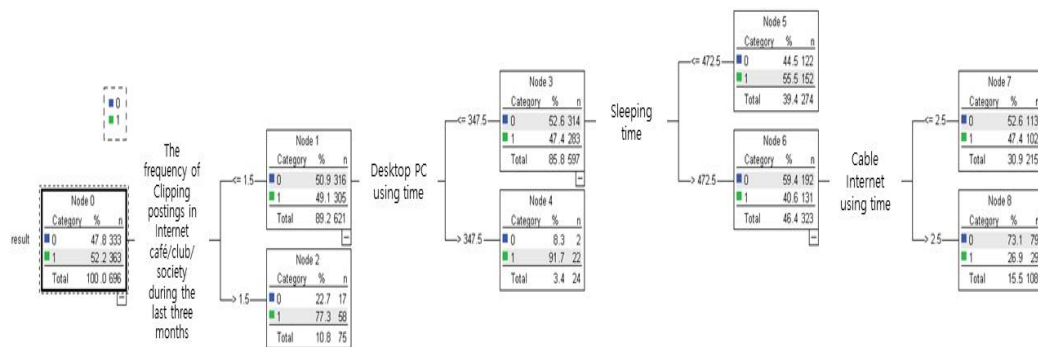 0
1
result
Node 0
Category % n
0 47.8 333
1 52.2 363
Total 100.0 696
The
frequency of
Clipping
postings in
Internet
café/club/
society
during the
last three
months
<= 1.5
> 1.5
Node 1
Category % n
0 50.9 316
1 49.1 305
Total 89.2 621
Node 2
Category % n
0 22.7 17
1 77.3 58
Total 10.8 75
Desktop PC
using time
<= 347.5
> 347.5
Node 3
Category % n
0 52.6 314
1 47.4 283
Total 85.8 597
Node 4
Category % n
0 8.3 2
1 91.7 22
Total 3.4 24
Sleeping
time
<= 472.5
> 472.5
Node 5
Category % n
0 44.5 122
1 55.5 152
Total 39.4 274
Node 6
Category % n
0 59.4 192
1 40.6 131
Total 46.4 323
Cable
Internet
using time
<= 2.5
> 2.5
Node 7
Category % n
0 52.6 113
1 47.4 102
Total 30.9 215
Node 8
Category % n
0 73.1 79
1 26.9 29
Total 15.5 108